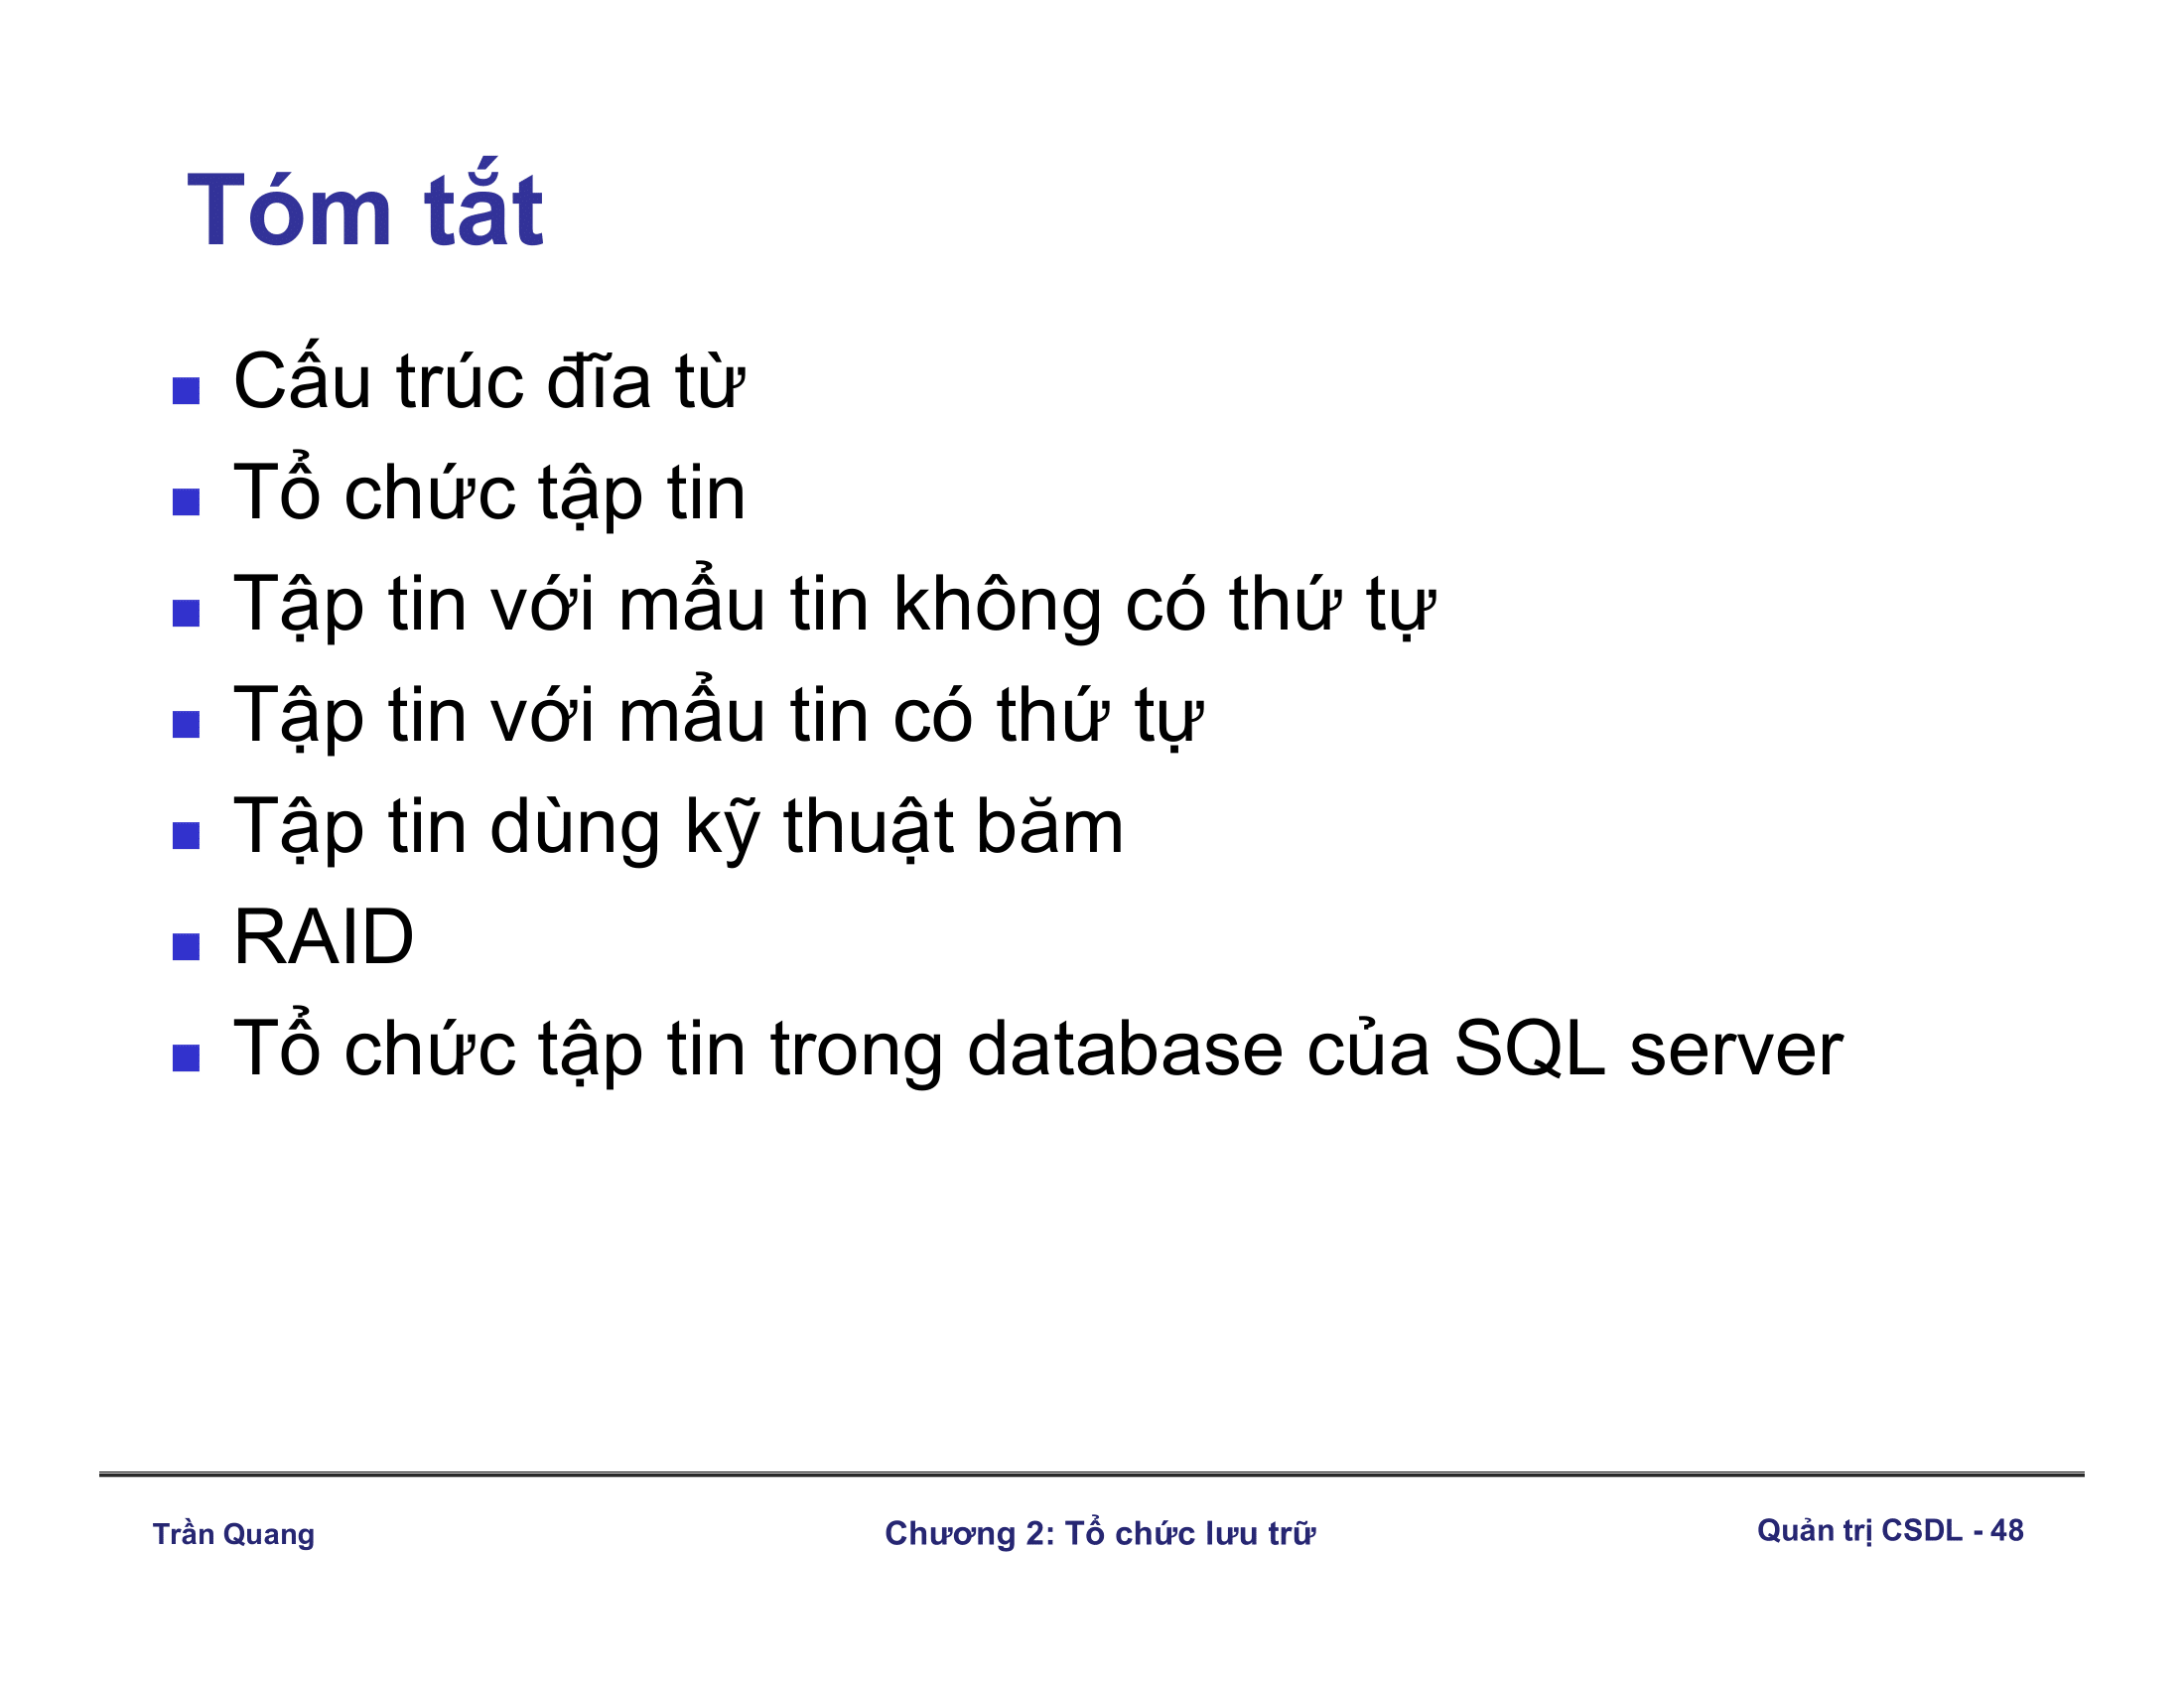 Tóm tắt
Cấu trúc đĩa từ
Tổ chức tập tin
Tập tin với mẩu tin không có thứ tự
Tập tin với mẩu tin có thứ tự
Tập tin dùng kỹ thuật băm
RAID
Tổ chức tập tin trong database của SQL server
Trần Quang
Chương 2: Tổ chức lưu trữ
Quản trị CSDL - 48